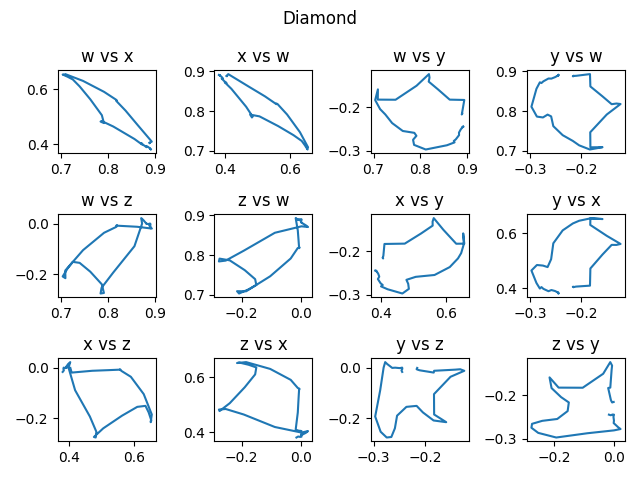 Diamond
w vs x
x vs w
w vs y
y vs w
0.6
0.4
0.7 0.8 0.9
0.9
0.8
0.7
0.4 0.6
−0.2
−0.3
0.7 0.8 0.9
0.9
0.8
0.7
−0.3 −0.2
w vs z
z vs w
x vs y
y vs x
0.0
−0.2
0.7 0.8 0.9
0.9
0.8
0.7
−0.2 0.0
−0.2
−0.3
0.4 0.6
0.6
0.4
−0.3 −0.2
x vs z
z vs x
y vs z
z vs y
0.0
−0.2
0.4 0.6
0.6
0.4
−0.2 0.0
0.0
−0.2
−0.3 −0.2
−0.2
−0.3
−0.2 0.0